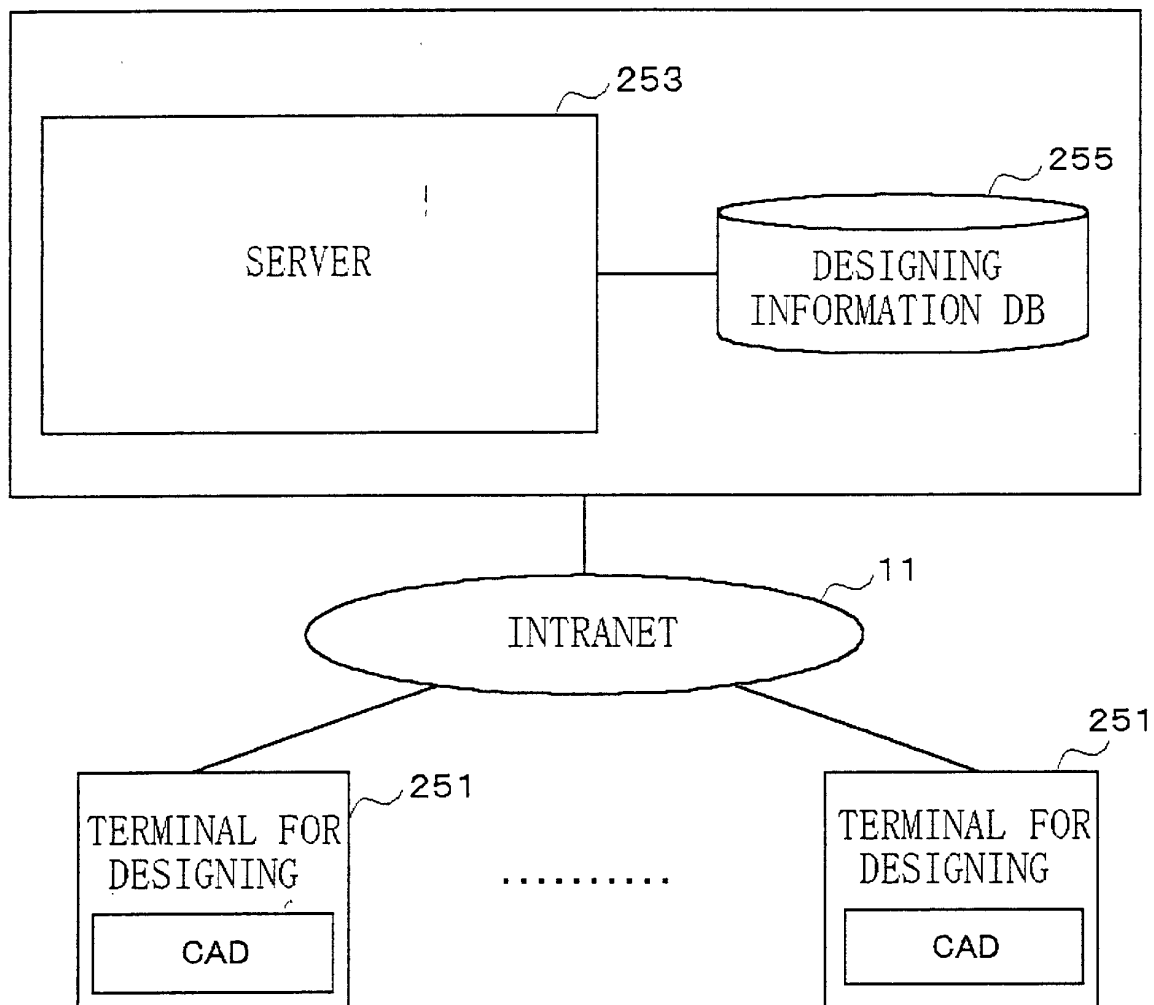 253
255
SERVER
DESIGNING
INFORMATION DB
11
INTRANET
251
251
TERMINAL FOR
DESIGNING
CAD
..........
TERMINAL FOR
DESIGNING
CAD